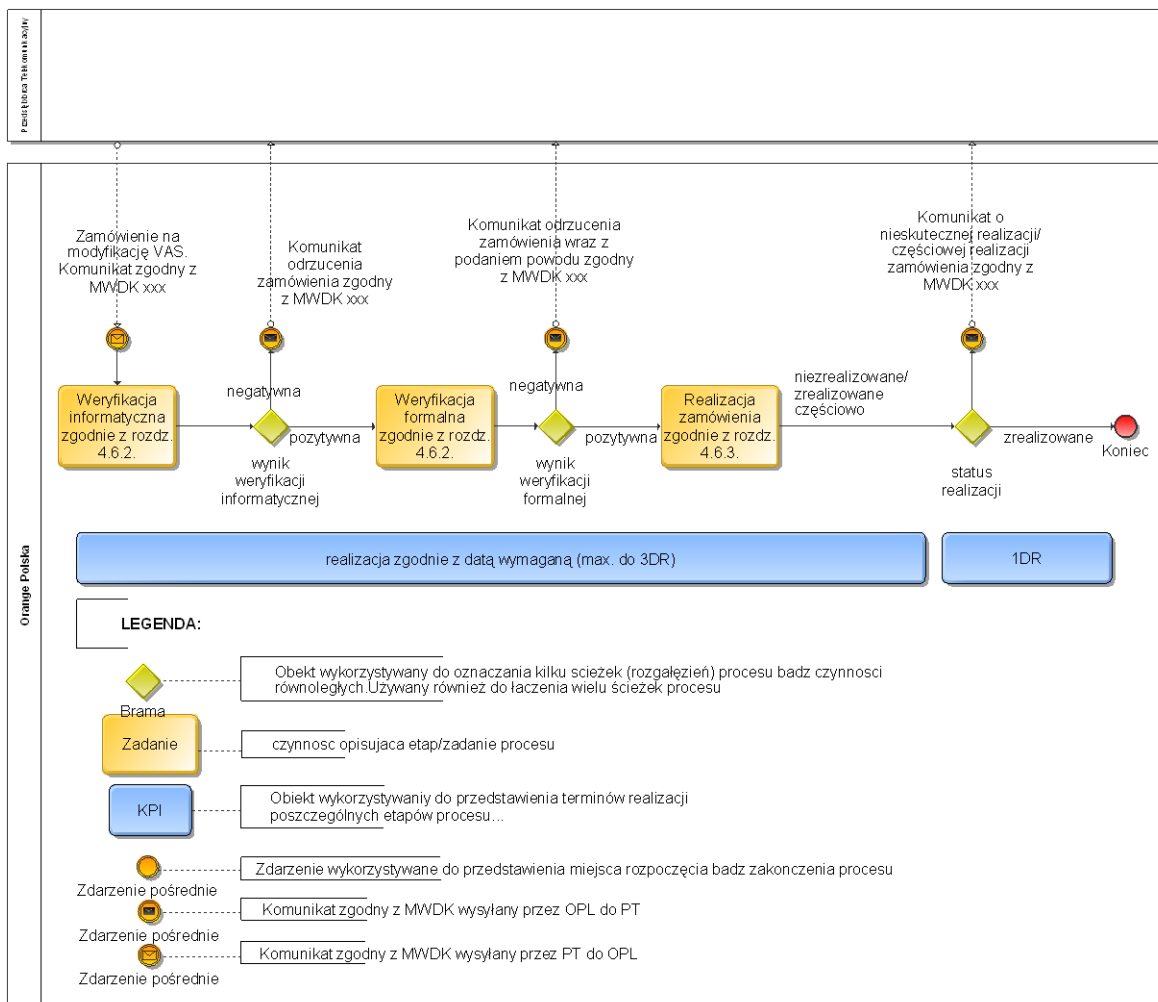 Przedsiębiorca Telekomunikacyjny
Orange Polska
Zamówienie na
modyfikację VAS.
Komunikat zgodny z
MWDK xxx
Komunikat
odrzucenia
zamówienia zgodny
z MWDK xxx
Komunikat odrzucenia
zamówienia wraz z
podaniem powodu zgodny
z MWDK xxx
Komunikat o
nieskutecznej realizacji/
częściowej realizacji
zamówienia zgodny z
MWDK xxx
Weryfikacja
informatyczna
zgodnie z rozdz.
4.6.2.
negatywna
pozytywna
wynik
weryfikacji
informatycznej
Weryfikacja
formalna
zgodnie z rozdz.
4.6.2.
negatywna
pozytywna
wynik
weryfikacji
formalnej
Realizacja
zamówienia
zgodnie z rozdz.
4.6.3.
niezrealizowane/
zrealizowane
częściowo
status
realizacji
zrealizowane
Koniec
realizacja zgodnie z datą wymaganą (max. do 3DR)
1DR
LEGENDA:
Brama
Obiekt wykorzystywany do oznaczania kilku scieżek (rozgałęzień) procesu badz czynnosci
równoległych.Używany również do łaczenia wielu ścieżek procesu
Zadanie
czynnosc opisujaca etap/zadanie procesu
KPI
Obiekt wykorzystywaniy do przedstawienia terminów realizacji
poszczególnych etapów procesu...
Zdarzenie pośrednie
Zdarzenie wykorzystywane do przedstawienia miejsca rozpoczęcia badz zakonczenia procesu
Zdarzenie pośrednie
Komunikat zgodny z MWDK wysyłany przez OPL do PT
Zdarzenie pośrednie
Komunikat zgodny z MWDK wysyłany przez PT do OPL